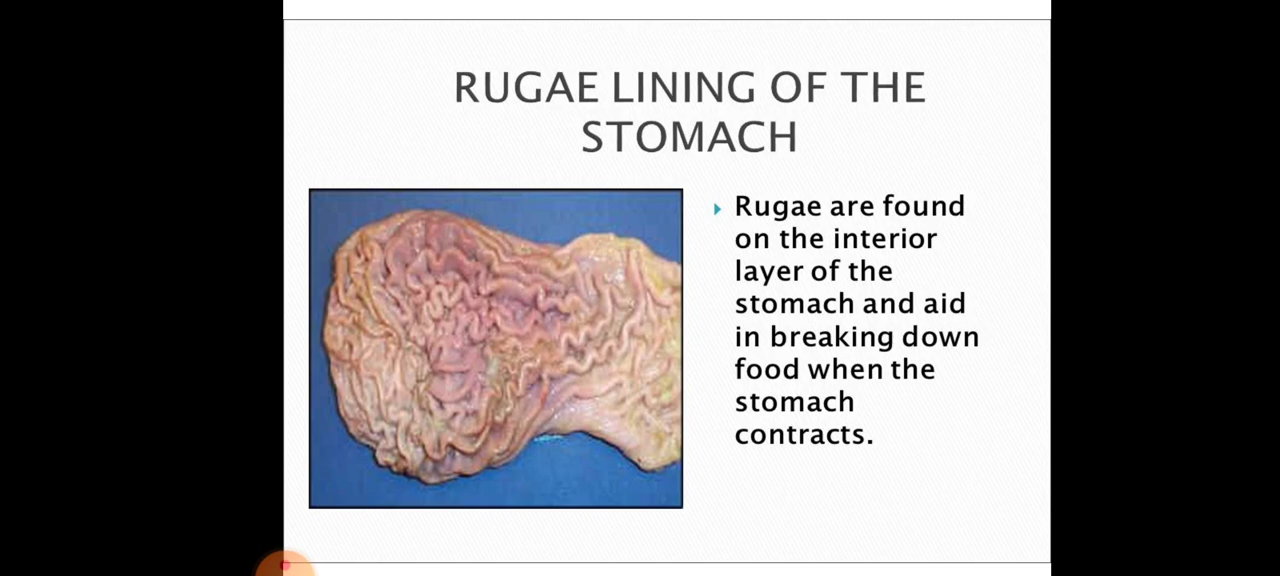 RUGAE LINING OF THE
STOMACH
Rugae are found
on the interior
layer of the
stomach and aid
in breaking down
food when the
stomach
contracts.